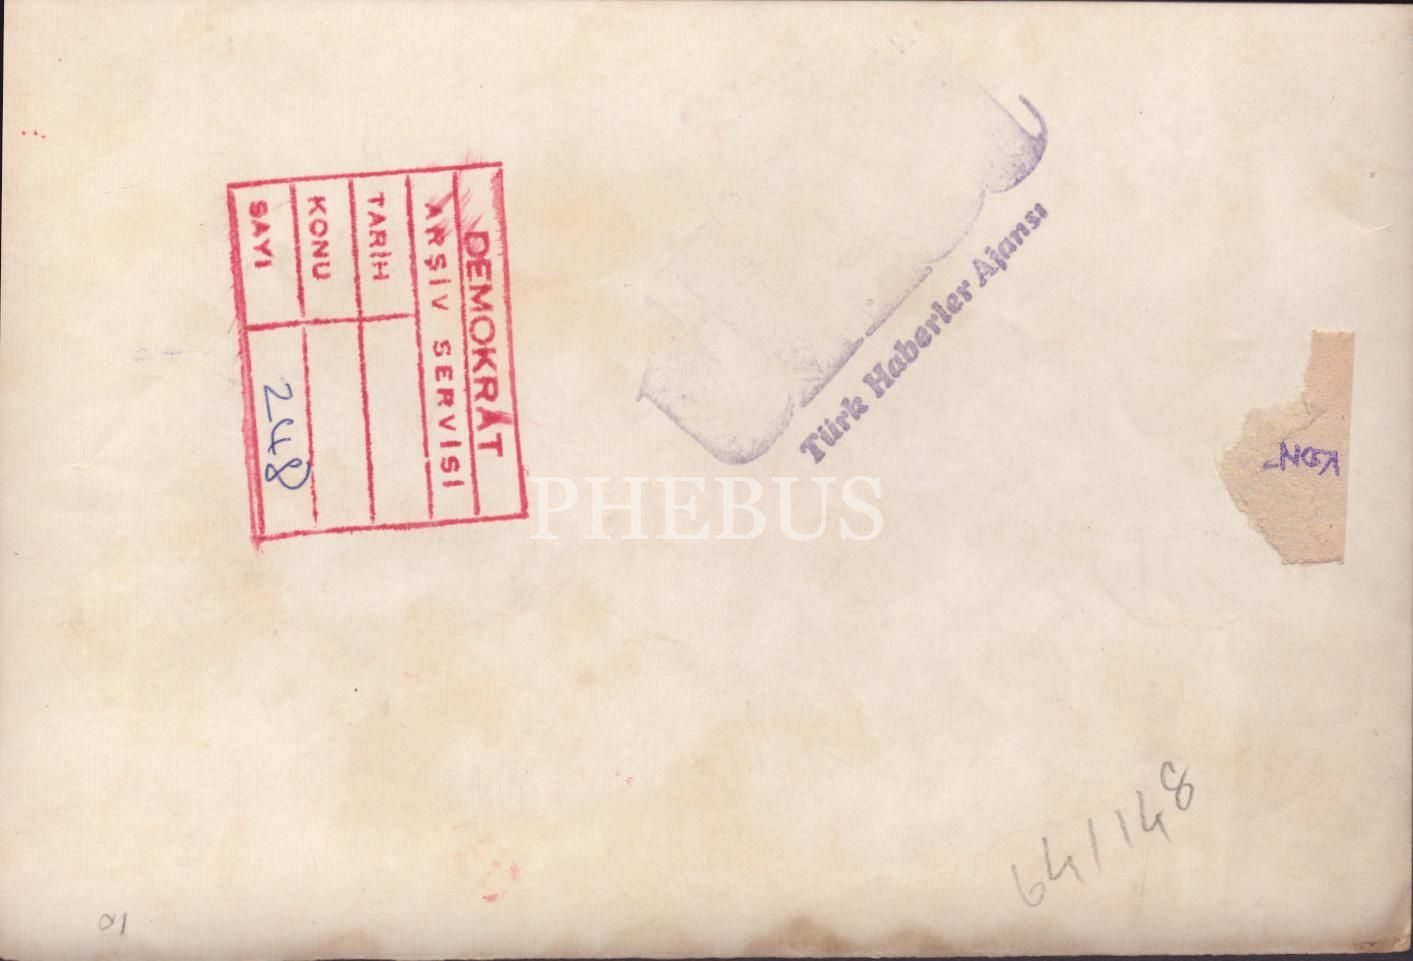 DEMOKRAT
ARŞİV SERVİSİ
TARİH
KONU
SAYI 248
Türk Haberler Ajansı
PHEBUS
64/148